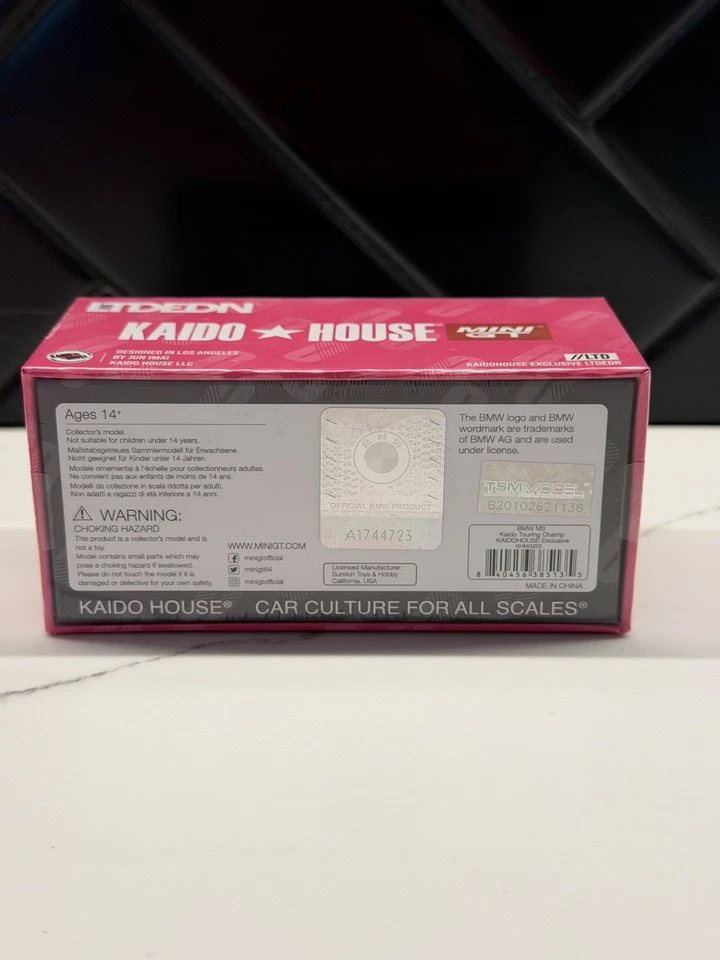 LTDEDN
KAIDO ★ HOUSE MINI GT
DESIGNED IN LOS ANGELES
BY JUN IMAI
KAIDO HOUSE LLC
//LTD
KAIDOHOUSE EXCLUSIVE LTDEDN
Ages 14+
Collector's model.
Not suitable for children under 14 years.
Maßstabsgetreues Sammlermodell für Erwachsene.
Nicht geeignet für Kinder unter 14 Jahren.
Modèle ornemental à l'échelle pour collectionneurs adultes.
Ne convient pas aux enfants de moins de 14 ans.
Modelli da collezione in scala ridotta per adulti.
Non adatti a ragazzi di età inferiore a 14 anni.
WARNING:
CHOKING HAZARD
This product is a collector's model and is
not a toy.
Model contains small parts which may
pose a choking hazard if swallowed.
Please do not touch the model if it is
damaged or defective for your own safety.
WWW.MINIGT.COM
minigtofficial
minigt64
minigtofficial
BMW
OFFICIAL BMW PRODUCT
A1744723
Licensed Manufacturer:
Sunrich Toys & Hobby
California, USA
The BMW logo and BMW
wordmark are trademarks
of BMW AG and are used
under license.
TSMMODEL
B20102621136
BMW M3
Kaido Touring Champ
KAIDOHOUSE Exclusive
KHMG225
8 40456 38513 5
MADE IN CHINA
KAIDO HOUSE® CAR CULTURE FOR ALL SCALES®